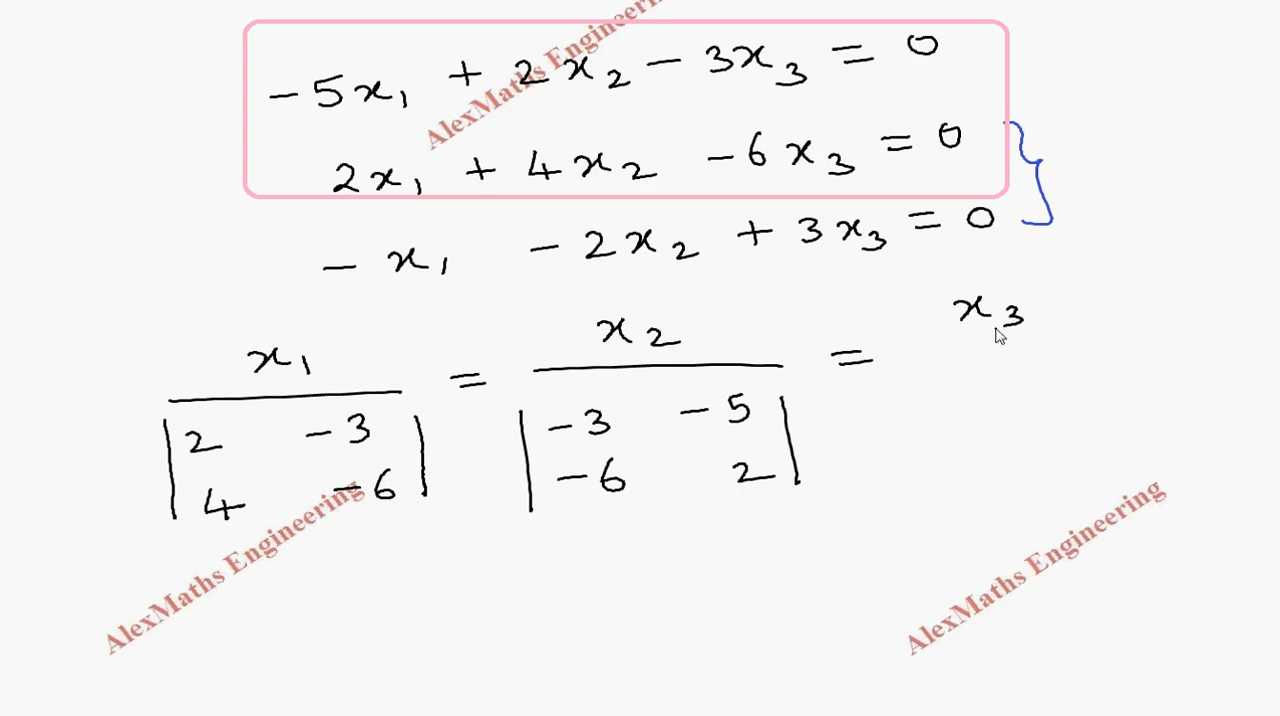 - 5x₁ + 2x₂ - 3x₃ = 0
2x₁ + 4x₂ - 6x₃ = 0
- x₁ - 2x₂ + 3x₃ = 0
x₁ = x₂ = x₃
2 -3 -3 -5
4 -6 -6 2
AlexMaths Engineering
AlexMaths Engineering
AlexMaths Engineering